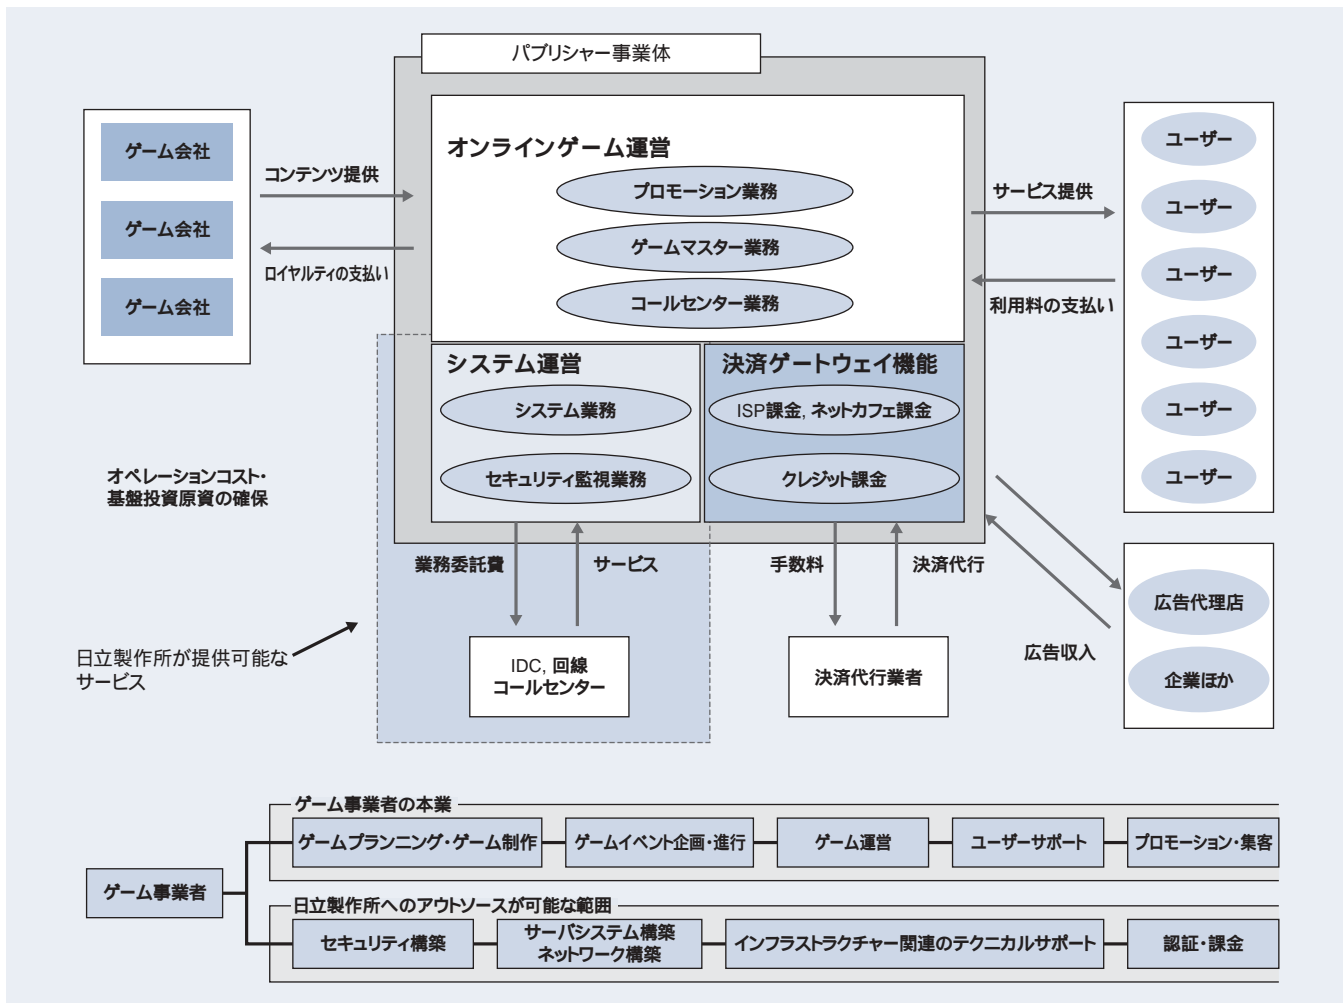 パブリシャー事業体
ゲーム会社
ゲーム会社
ゲーム会社
コンテンツ提供
ロイヤルティの支払い
オンラインゲーム運営
プロモーション業務
ゲームマスター業務
コールセンター業務
サービス提供
利用料の支払い
ユーザー
ユーザー
ユーザー
ユーザー
ユーザー
ユーザー
システム運営
システム業務
セキュリティ監視業務
決済ゲートウェイ機能
ISP課金, ネットカフェ課金
クレジット課金
オペレーションコスト・
基盤投資原資の確保
業務委託費
サービス
手数料
決済代行
広告代理店
企業ほか
広告収入
日立製作所が提供可能な
サービス
IDC, 回線
コールセンター
決済代行業者
ゲーム事業者の本業
ゲームプランニング・ゲーム制作
ゲームイベント企画・進行
ゲーム運営
ユーザーサポート
プロモーション・集客
ゲーム事業者
日立製作所へのアウトソースが可能な範囲
セキュリティ構築
サーバシステム構築
ネットワーク構築
インフラストラクチャー関連のテクニカルサポート
認証・課金